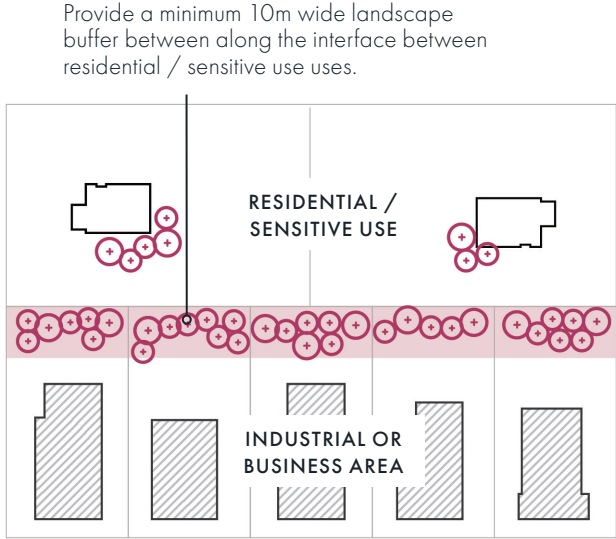 Provide a minimum 10m wide landscape
buffer between along the interface between
residential / sensitive use uses.
RESIDENTIAL /
SENSITIVE USE
INDUSTRIAL OR
BUSINESS AREA